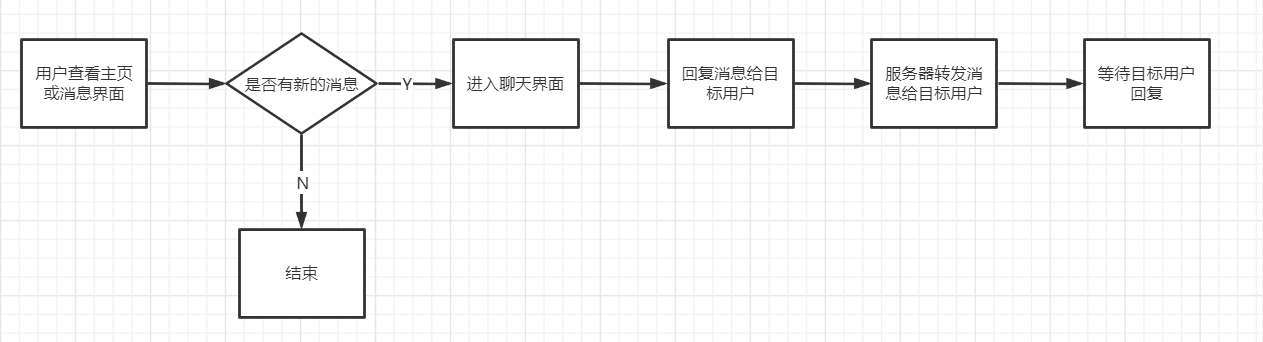 用户查看主页
或消息界面
是否有新的消息
Y
进入聊天界面
回复消息给目
标用户
服务器转发消
息给目标用户
等待目标用户
回复
N
结束